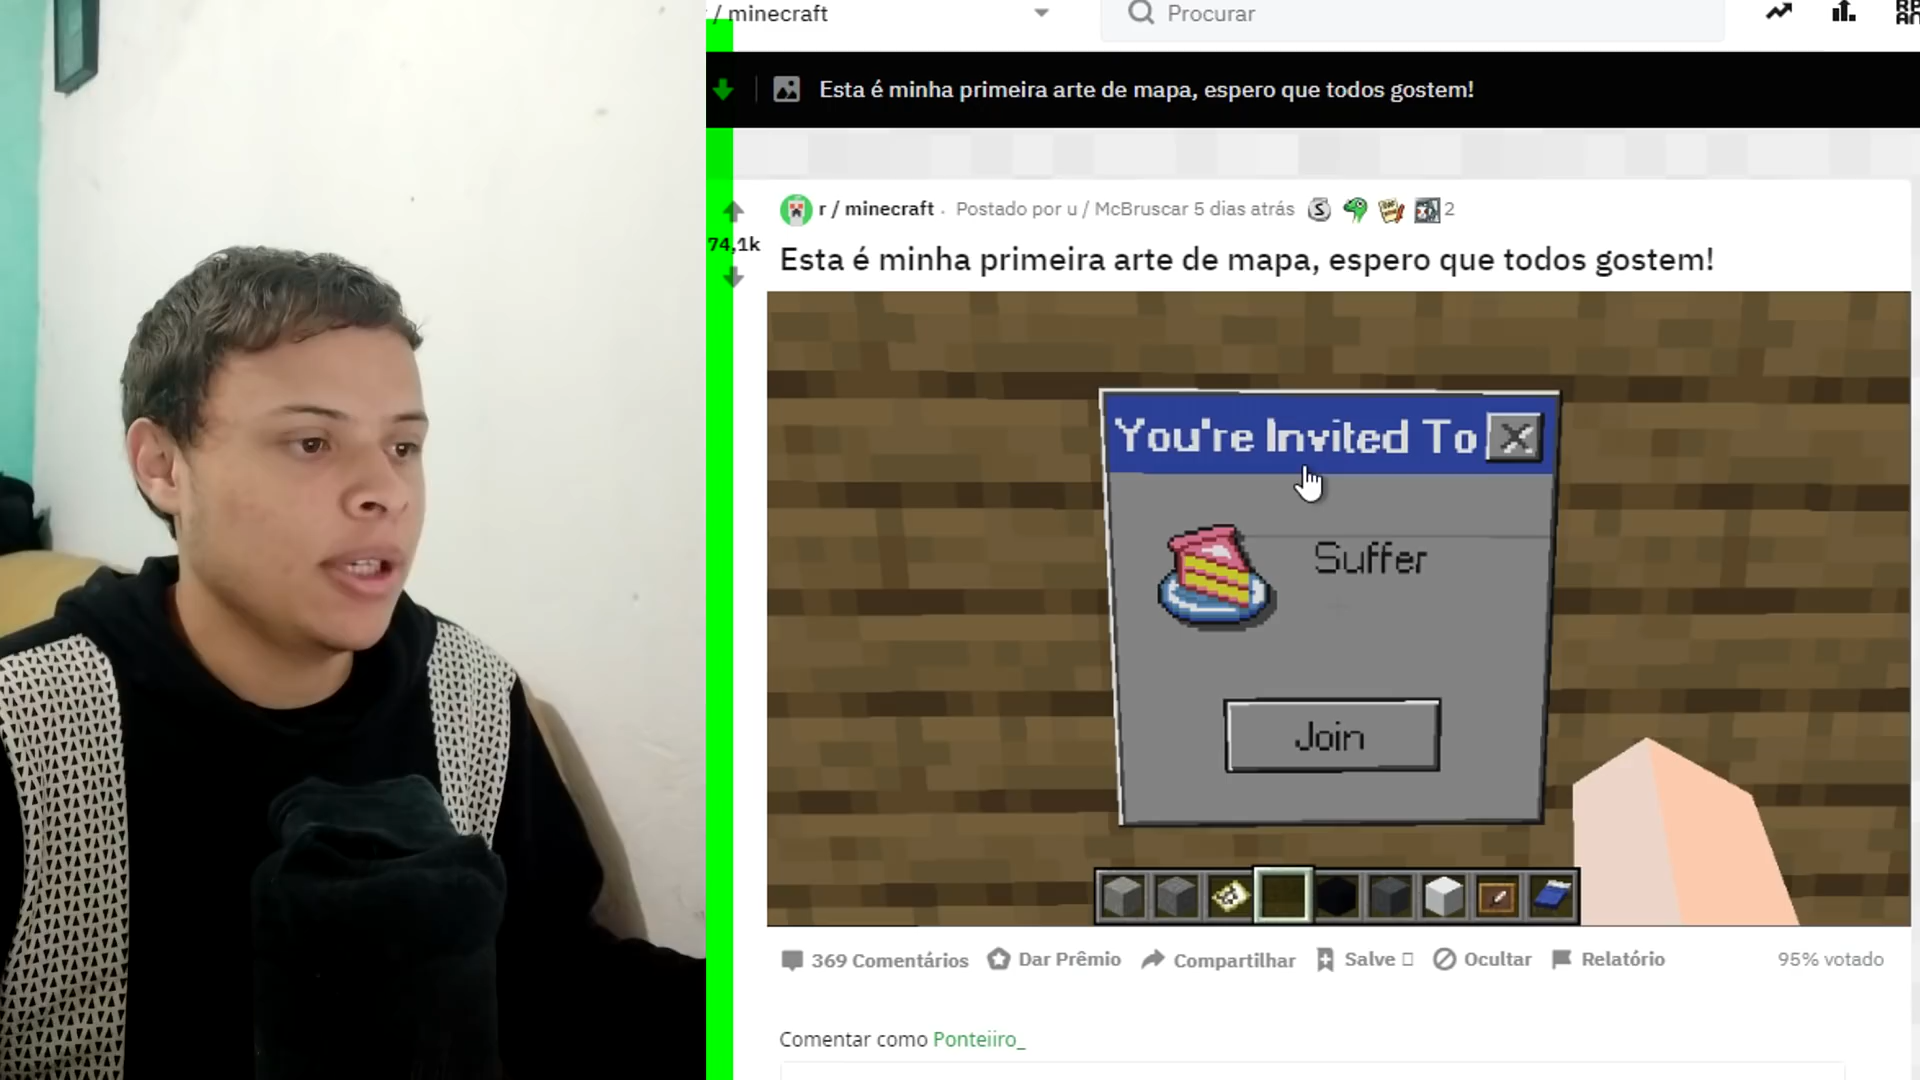 / minecraft
Procurar
Esta é minha primeira arte de mapa, espero que todos gostem!
r / minecraft . Postado por u / McBruscar 5 dias atrás 2
74,1k
Esta é minha primeira arte de mapa, espero que todos gostem!
You're Invited To
Suffer
Join
369 Comentários Dar Prêmio Compartilhar Salve Ocultar Relatório 95% votado
Comentar como Ponteiiro_